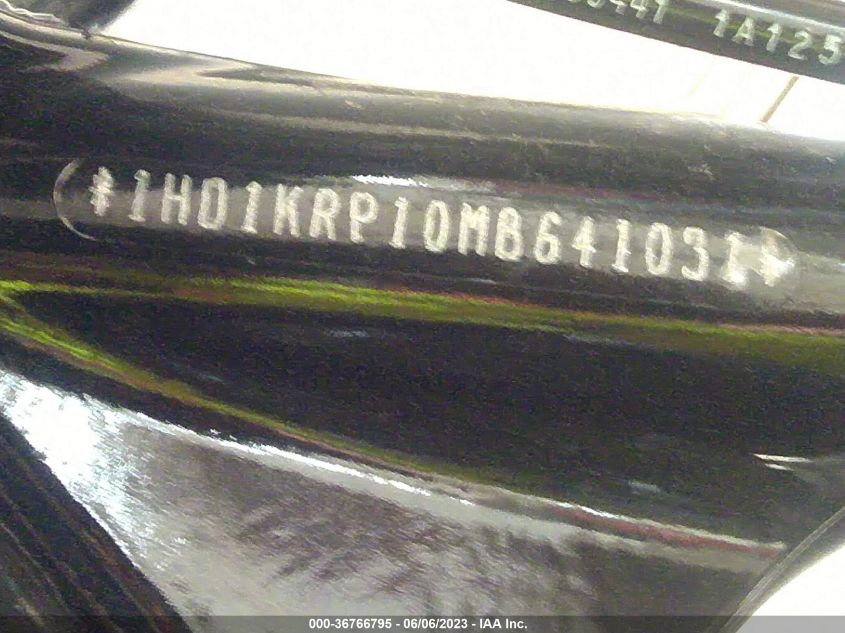 1A125
*1HD1KRP10MB641031*
000-36766795 - 06/06/2023 - IAA Inc.